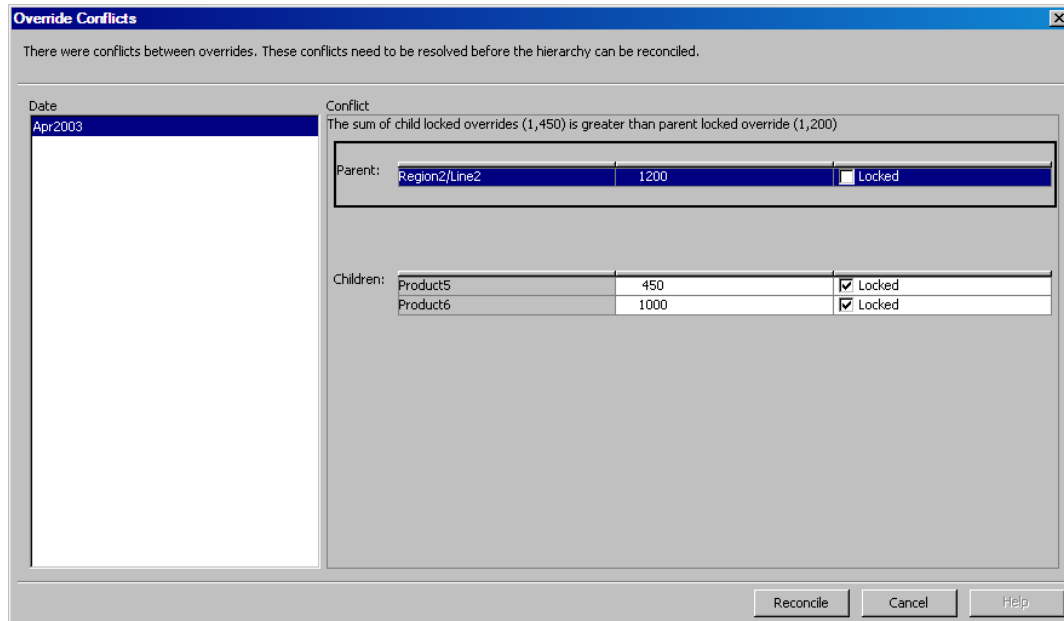 Override Conflicts
There were conflicts between overrides. These conflicts need to be resolved before the hierarchy can be reconciled.
Date
Apr2003
Conflict
The sum of child locked overrides (1,450) is greater than parent locked override (1,200)
Parent: Region2/Line2 1200 Locked
Children: Product5 450 Locked
Product6 1000 Locked
Reconcile Cancel Help